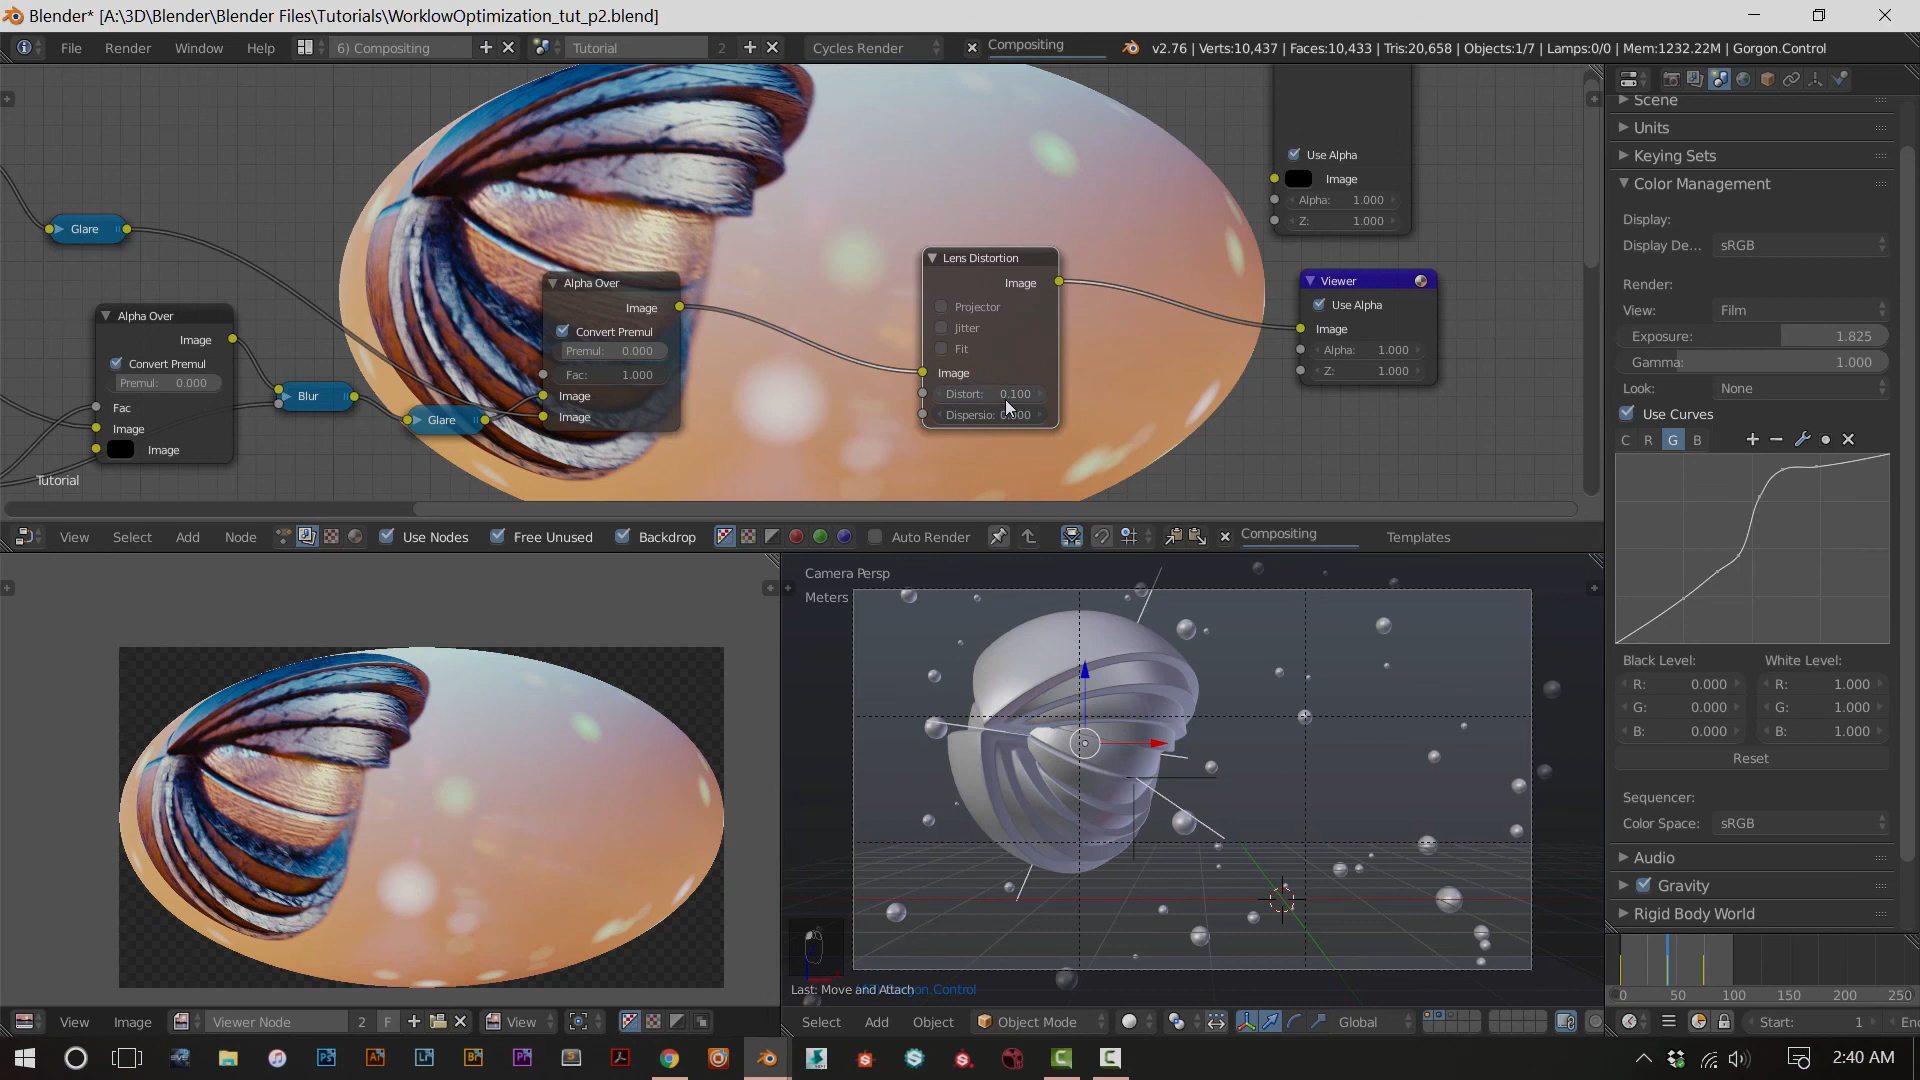 Blender* [A:\3D\Blender\Blender Files\Tutorials\WorklowOptimization_tut_p2.blend]
File Render Window Help 6) Compositing Tutorial 2 Cycles Render Compositing v2.76 | Verts:10,437 | Faces:10,433 | Tris:20,658 | Objects:1/7 | Lamps:0/0 | Mem:1232.22M | Gorgon.Control
Glare
Alpha Over
Image
Convert Premul
Premul: 0.000
Fac
Image
Image
Tutorial
Blur
Glare
Alpha Over
Image
Convert Premul
Premul: 0.000
Fac: 1.000
Image
Image
Lens Distortion
Image
Projector
Jitter
Fit
Image
Distort: 0.100
Dispersio: 0.000
Use Alpha
Image
Alpha: 1.000
Z: 1.000
Viewer
Use Alpha
Image
Alpha: 1.000
Z: 1.000
View Select Add Node Use Nodes Free Unused Backdrop Auto Render Compositing Templates
Scene
Units
Keying Sets
Color Management
Display:
Display De... sRGB
Render:
View: Film
Exposure: 1.825
Gamma: 1.000
Look: None
Use Curves
C R G B
Black Level: White Level:
R: 0.000 R: 1.000
G: 0.000 G: 1.000
B: 0.000 B: 1.000
Reset
Sequencer:
Color Space: sRGB
Audio
Gravity
Rigid Body World
Camera Persp
Meters
Last: Move and Attach
0 50 100 150 200 250
View Image Viewer Node 2 F View
Select Add Object Object Mode Global
Start: 1
2:40 AM